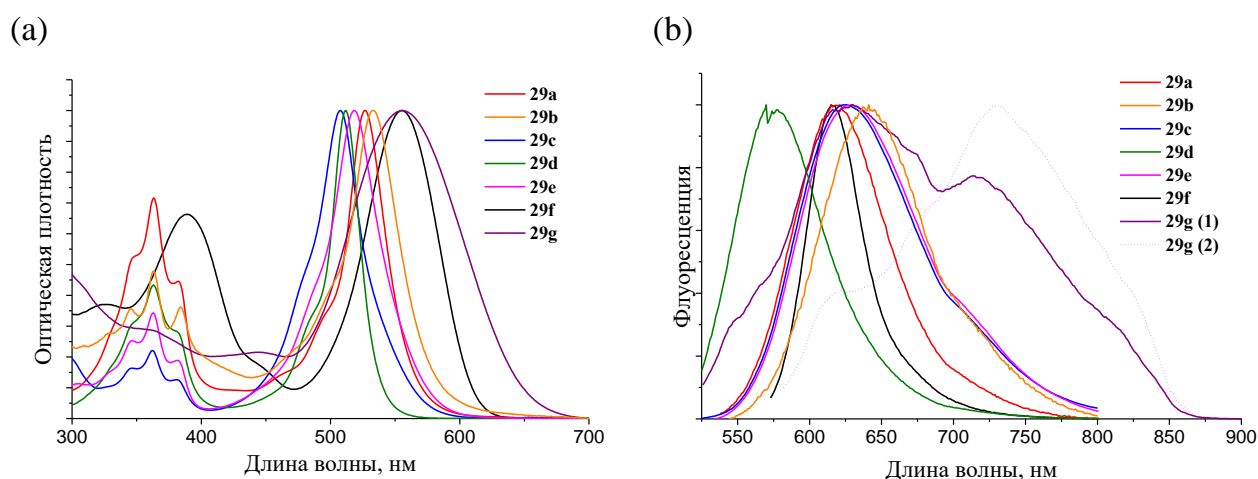 (a)
Оптическая плотность
29a
29b
29c
29d
29e
29f
29g
300
400
500
600
700
Длина волны, нм
(b)
Флуоресценция
29a
29b
29c
29d
29e
29f
29g (1)
29g (2)
550
600
650
700
750
800
850
900
Длина волны, нм